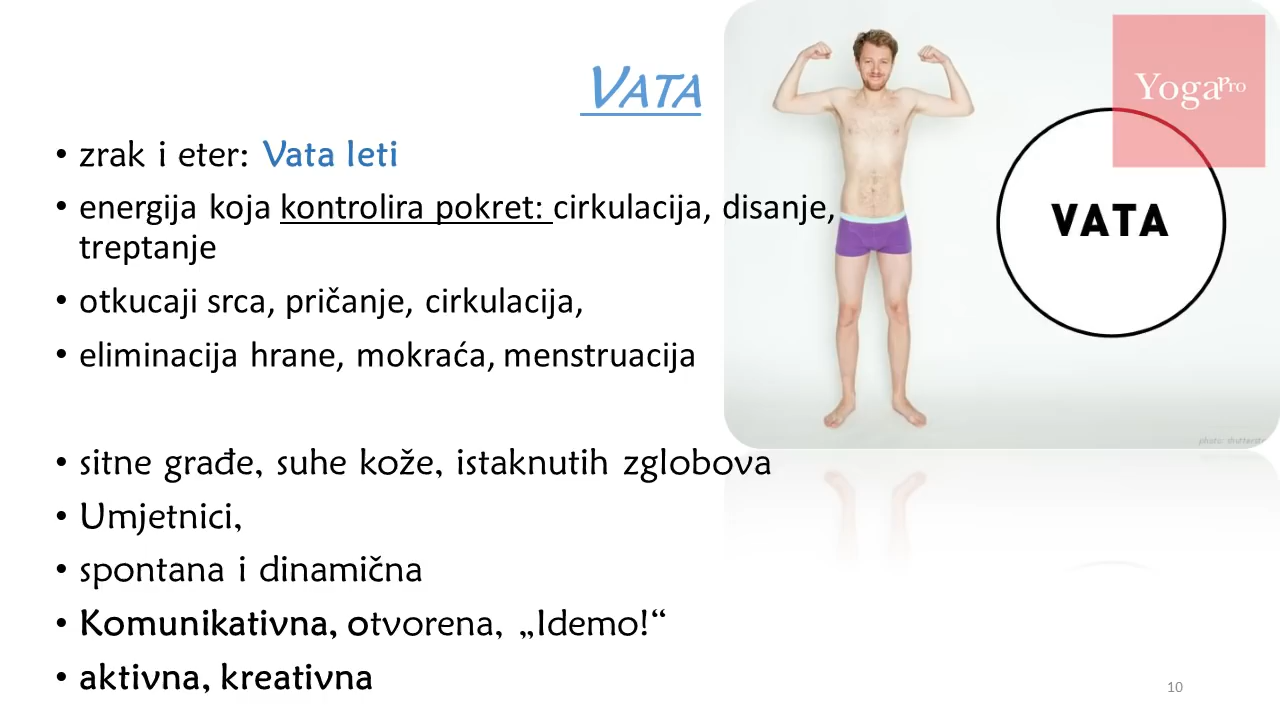 VATA
• zrak i eter: Vata leti
• energija koja kontrolira pokret: cirkulacija, disanje,
treptanje
• otkucaji srca, pričanje, cirkulacija,
• eliminacija hrane, mokraća, menstruacija
• sitne građe, suhe kože, istaknutih zglobova
• Umjetnici,
• spontana i dinamična
• Komunikativna, otvorena, „Idemo!“
• aktivna, kreativna
YogaPro
VATA
10